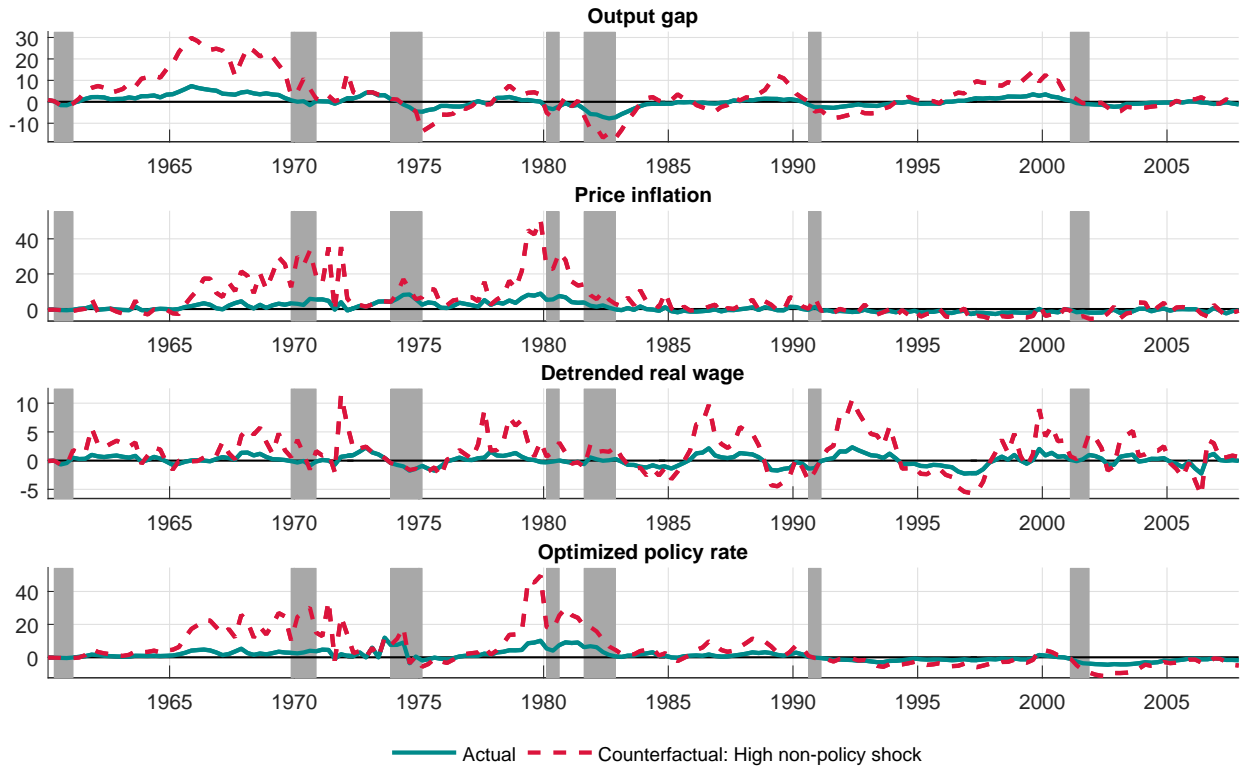 Output gap
30
20
10
0
-10
1965 1970 1975 1980 1985 1990 1995 2000 2005
Price inflation
40
20
0
1965 1970 1975 1980 1985 1990 1995 2000 2005
Detrended real wage
10
5
0
-5
1965 1970 1975 1980 1985 1990 1995 2000 2005
Optimized policy rate
40
20
0
1965 1970 1975 1980 1985 1990 1995 2000 2005
Actual Counterfactual: High non-policy shock